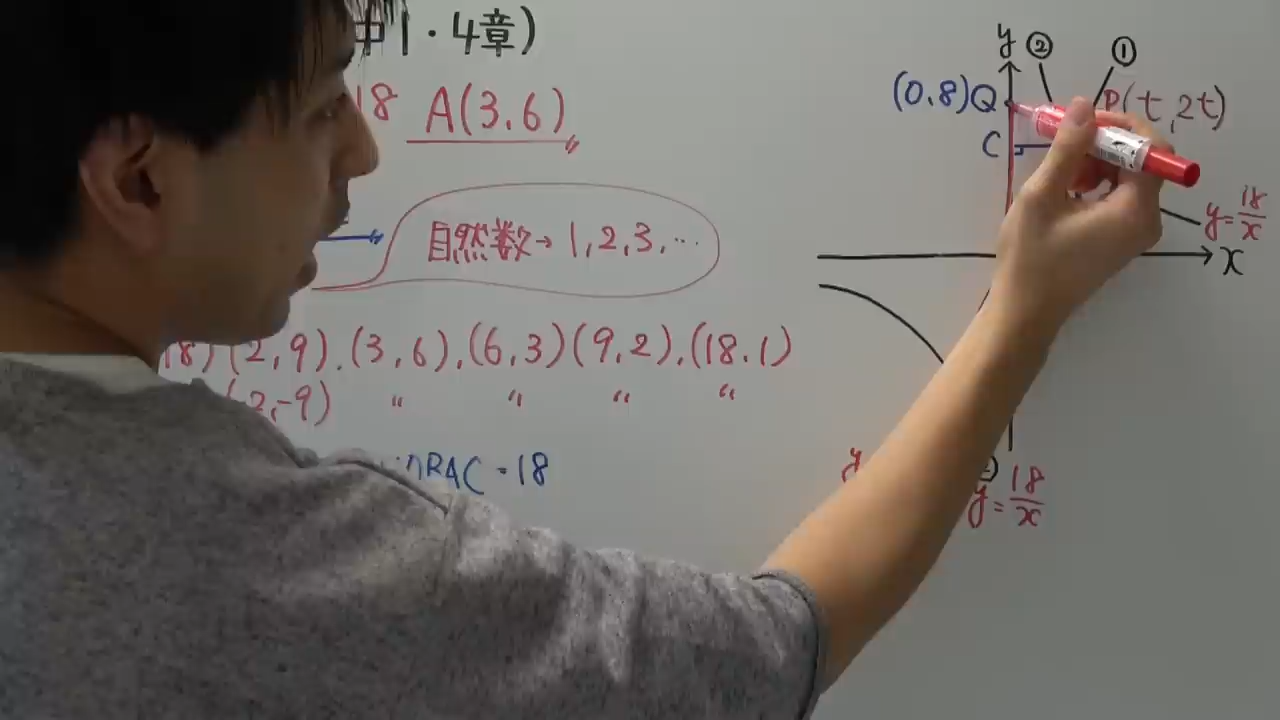 中1・4章)
18 A(3,6)
自然数→1,2,3,…
18)(2,9).(3,6),(6,3)(9,2),(18.1)
(-2,-9) 〃 〃 〃 〃
=18
y ② ①
(0.8)Q P(t,2t)
C
y=18/x
x
y
y=18/x